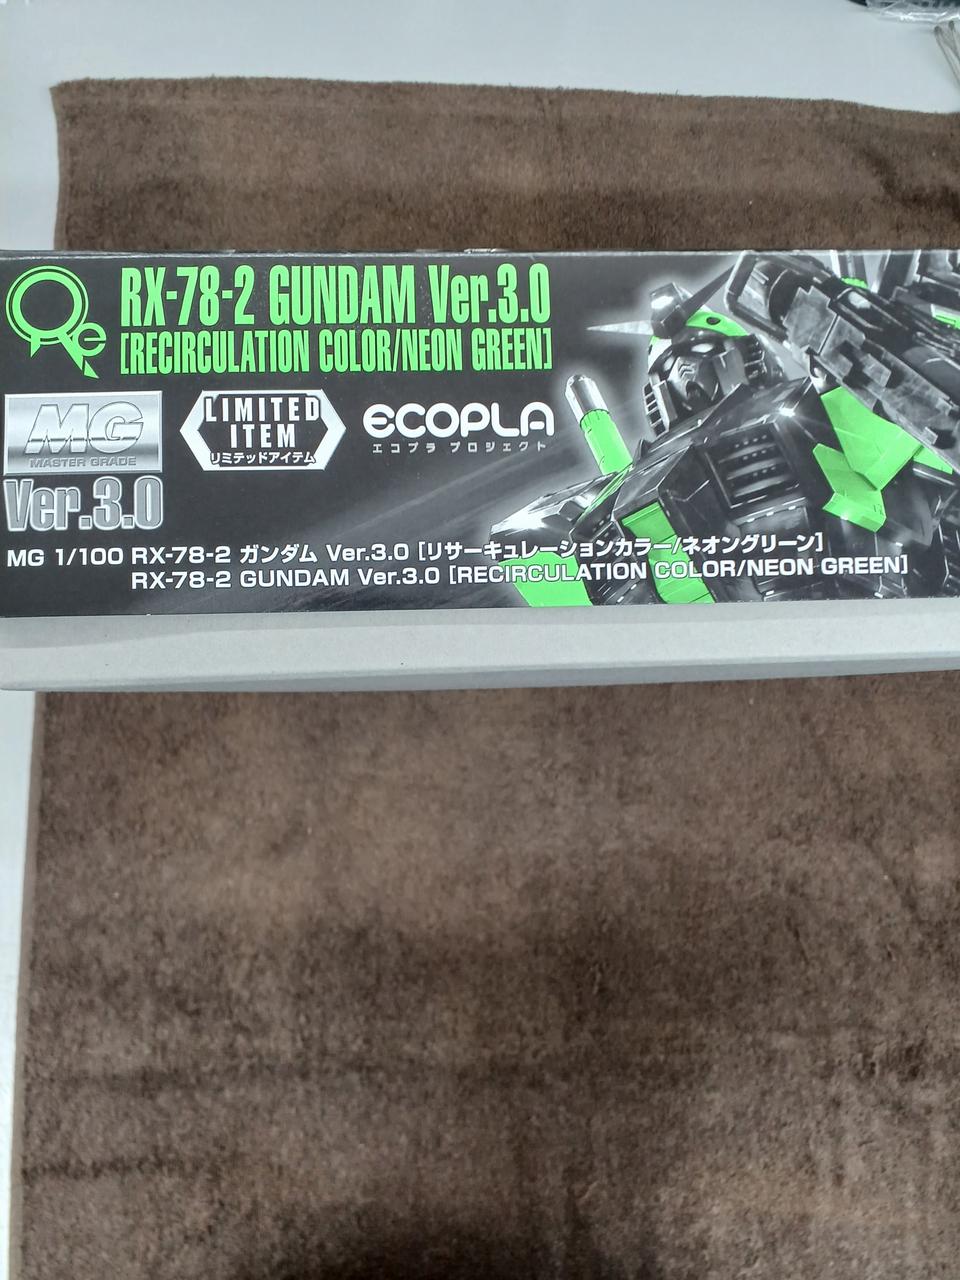 Re
RX-78-2 GUNDAM Ver.3.0
[RECIRCULATION COLOR/NEON GREEN]
MG
MASTER GRADE
Ver.3.0
LIMITED
ITEM
リミテッドアイテム
ECOPLA
エコプラ プロジェクト
MG 1/100 RX-78-2 ガンダム Ver.3.0 [リサーキュレーションカラー/ネオングリーン]
RX-78-2 GUNDAM Ver.3.0 [RECIRCULATION COLOR/NEON GREEN]